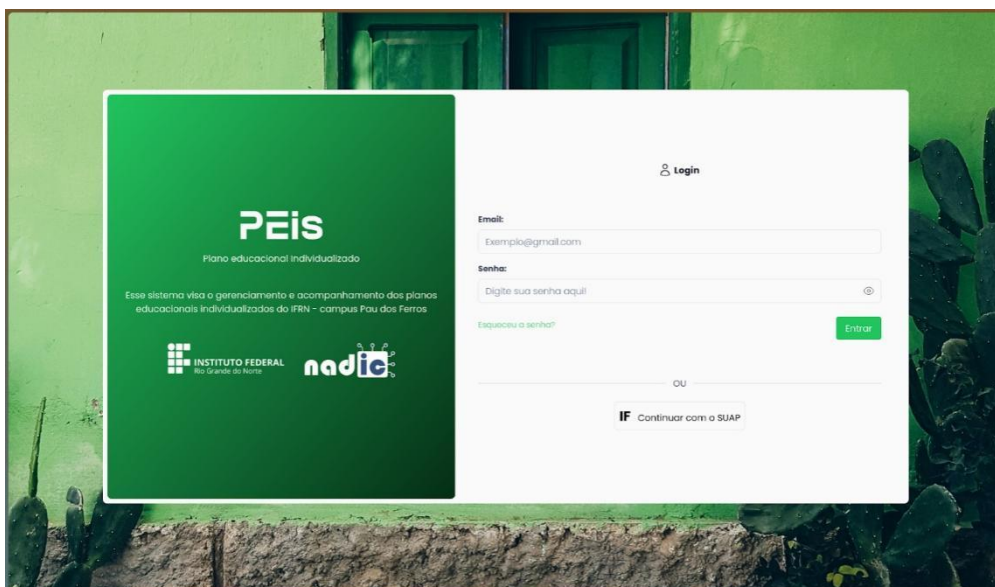 PEis
Plano educacional individualizado
Esse sistema visa o gerenciamento e acompanhamento dos planos
educacionais individualizados do IFRN - campus Pau dos Ferros
INSTITUTO FEDERAL
Rio Grande do Norte
nadic
Login
Email:
Exemplo@gmail.com
Senha:
Digite sua senha aqui!
Esqueceu a senha?
Entrar
OU
IF Continuar com o SUAP